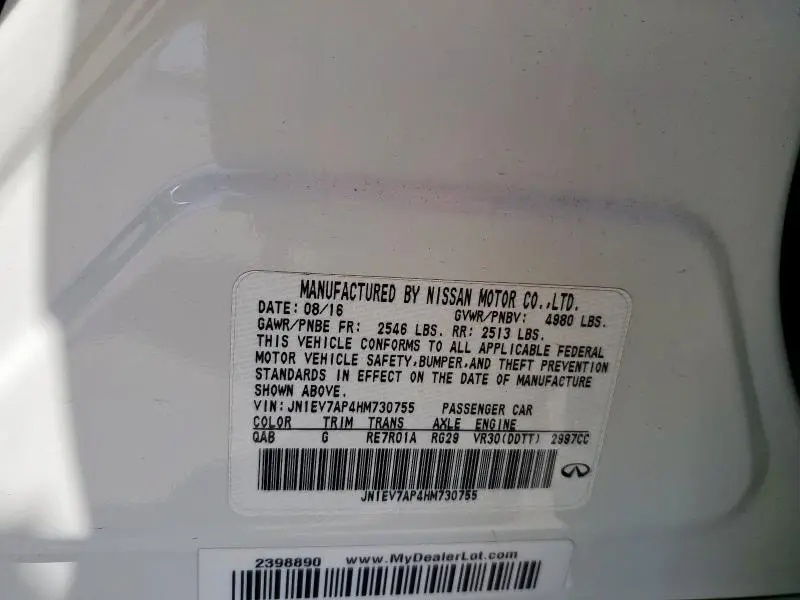 MANUFACTURED BY NISSAN MOTOR CO.,LTD.
DATE: 08/16 GVWR/PNBV: 4980 LBS.
GAWR/PNBE FR: 2546 LBS. RR: 2513 LBS.
THIS VEHICLE CONFORMS TO ALL APPLICABLE FEDERAL
MOTOR VEHICLE SAFETY,BUMPER,AND THEFT PREVENTION
STANDARDS IN EFFECT ON THE DATE OF MANUFACTURE
SHOWN ABOVE.
VIN:JN1EV7AP4HM730755 PASSENGER CAR
COLOR TRIM TRANS AXLE ENGINE
QAB G RE7R01A RG29 VR30(DDTT) 2997CC
JN1EV7AP4HM730755
2398890 www.MyDealerLot.com